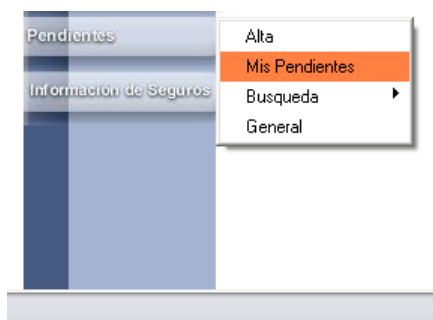 Pendientes
Alta
Mis Pendientes
Información de Seguros
Busqueda
General